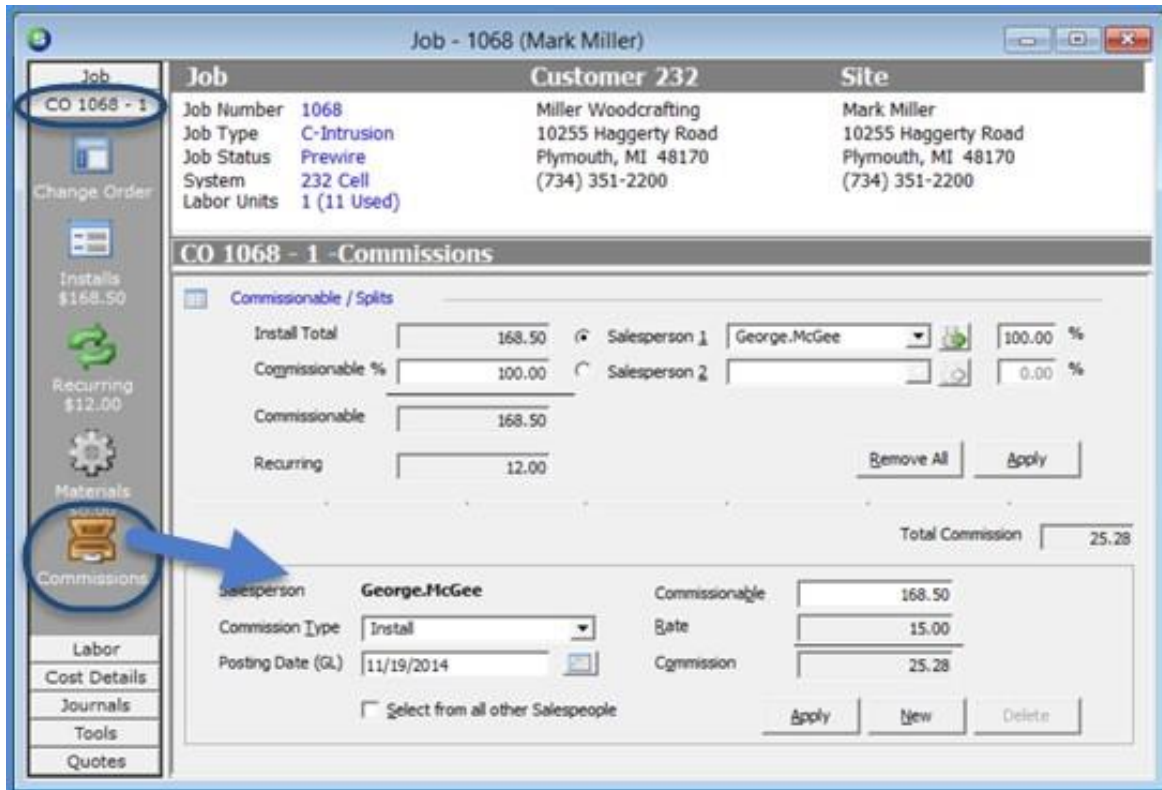 Job - 1068 (Mark Miller)
Job
CO 1068 - 1
Change Order
Installs
$168.50
Recurring
$12.00
Materials
$0.00
Commissions
Labor
Cost Details
Journals
Tools
Quotes
Job Customer 232 Site
Job Number 1068 Miller Woodcrafting Mark Miller
Job Type C-Intrusion 10255 Haggerty Road 10255 Haggerty Road
Job Status Prewire Plymouth, MI 48170 Plymouth, MI 48170
System 232 Cell (734) 351-2200 (734) 351-2200
Labor Units 1 (11 Used)
CO 1068 - 1 -Commissions
Commissionable / Splits
Install Total 168.50 Salesperson 1 George.McGee 100.00 %
Commissionable % 100.00 Salesperson 2 0.00 %
Commissionable 168.50
Recurring 12.00 Remove All Apply
Total Commission 25.28
Salesperson George.McGee Commissionable 168.50
Commission Type Install Rate 15.00
Posting Date (GL) 11/19/2014 Commission 25.28
Select from all other Salespeople Apply New Delete